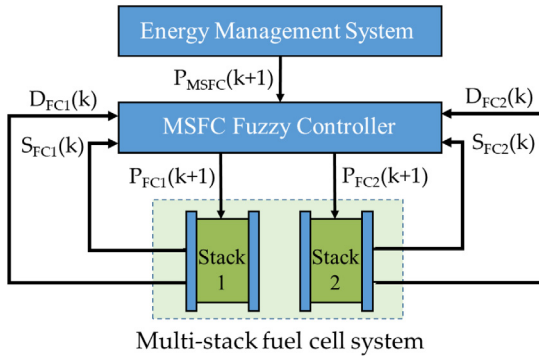 Energy Management System
P_MSFC(k+1)
D_FC1(k)
D_FC2(k)
MSFC Fuzzy Controller
S_FC1(k)
S_FC2(k)
P_FC1(k+1)
P_FC2(k+1)
Stack
1
Stack
2
Multi-stack fuel cell system